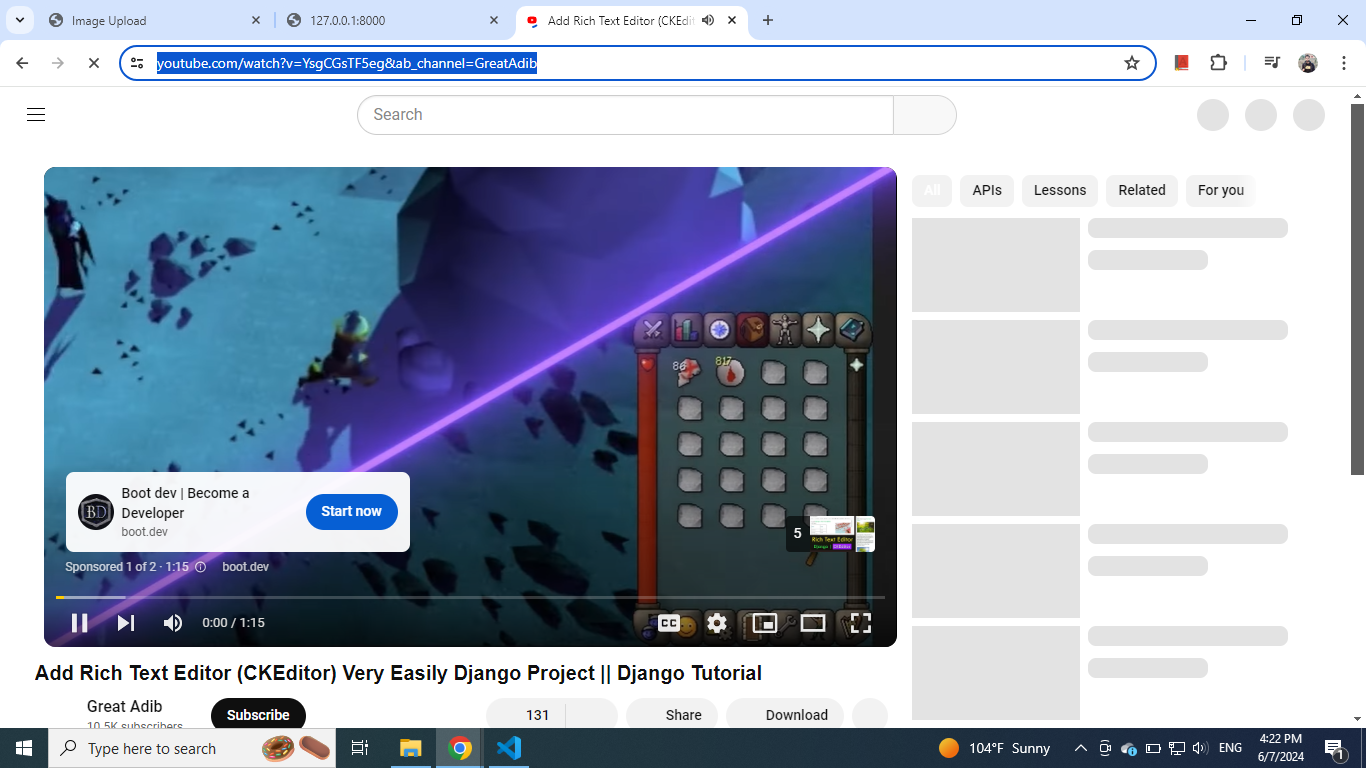 Image Upload
127.0.0.1:8000
Add Rich Text Editor (CKEdit
youtube.com/watch?v=YsgCGsTF5eg&ab_channel=GreatAdib
Search
All
APIs
Lessons
Related
For you
86
817
Boot dev | Become a
Developer
boot.dev
Start now
BD
5
Rich Text Editor
Django
Sponsored 1 of 2 · 1:15
boot.dev
0:00 / 1:15
CC
Add Rich Text Editor (CKEditor) Very Easily Django Project || Django Tutorial
Great Adib
10.5K subscribers
Subscribe
131
Share
Download
Type here to search
104°F Sunny
ENG
4:22 PM
6/7/2024
1